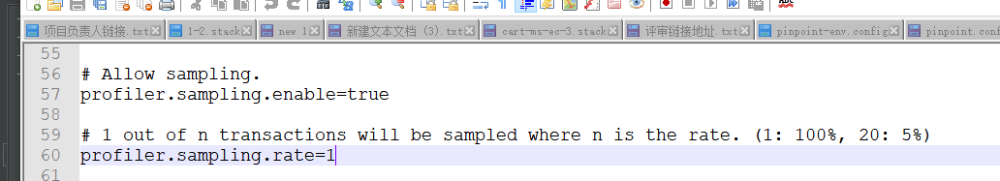 项目负责人链接.txt 1-2.stack new 1 新建文本文档 (3).txt cart-ms-ec-3.stack 评审链接地址.txt pinpoint-env.config pinpoint.conf
55
56 # Allow sampling.
57 profiler.sampling.enable=true
58
59 # 1 out of n transactions will be sampled where n is the rate. (1: 100%, 20: 5%)
60 profiler.sampling.rate=1
61